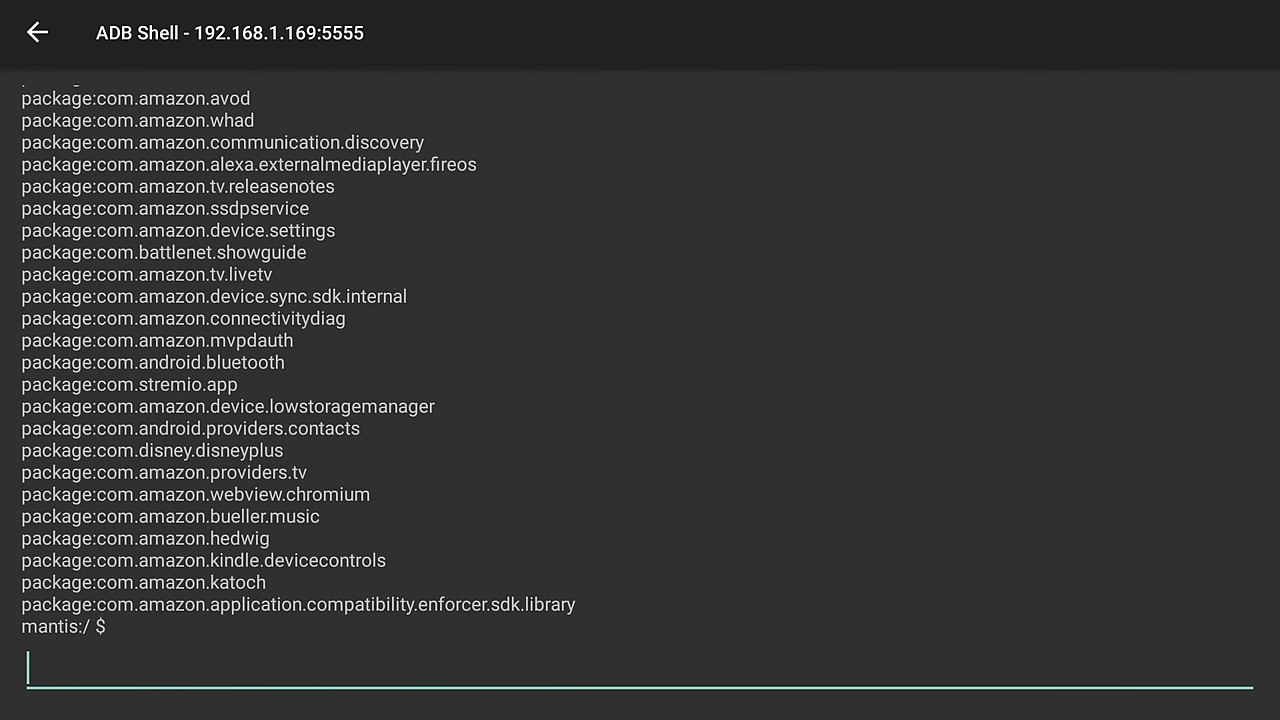 ADB Shell - 192.168.1.169:5555
package:com.amazon.avod
package:com.amazon.whad
package:com.amazon.communication.discovery
package:com.amazon.alexa.externalmediaplayer.fireos
package:com.amazon.tv.releasenotes
package:com.amazon.ssdpservice
package:com.amazon.device.settings
package:com.battlenet.showguide
package:com.amazon.tv.livetv
package:com.amazon.device.sync.sdk.internal
package:com.amazon.connectivitydiag
package:com.amazon.mvpdauth
package:com.android.bluetooth
package:com.stremio.app
package:com.amazon.device.lowstoragemanager
package:com.android.providers.contacts
package:com.disney.disneyplus
package:com.amazon.providers.tv
package:com.amazon.webview.chromium
package:com.amazon.bueller.music
package:com.amazon.hedwig
package:com.amazon.kindle.devicecontrols
package:com.amazon.katoch
package:com.amazon.application.compatibility.enforcer.sdk.library
mantis:/ $